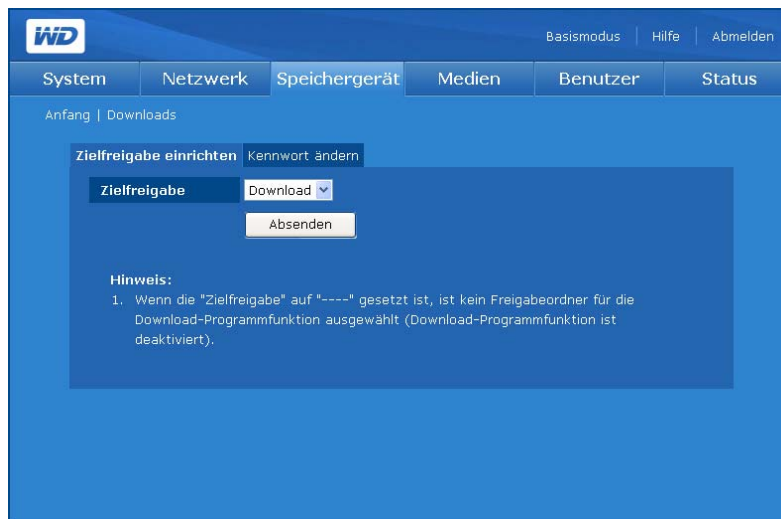 WD
Basismodus | Hilfe | Abmelden
System Netzwerk Speichergerät Medien Benutzer Status
Anfang | Downloads
Zielfreigabe einrichten Kennwort ändern
Zielfreigabe Download
Absenden
Hinweis:
1. Wenn die "Zielfreigabe" auf "----" gesetzt ist, ist kein Freigabeordner für die
Download-Programmfunktion ausgewählt (Download-Programmfunktion ist
deaktiviert).